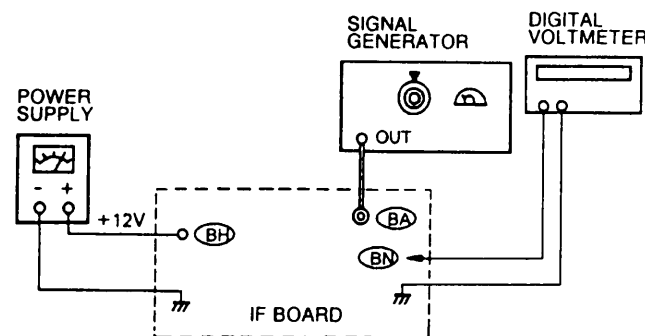 SIGNAL
GENERATOR
DIGITAL
VOLTMETER
POWER
SUPPLY
OUT
- +
+12V
BH
BA
BN
IF BOARD